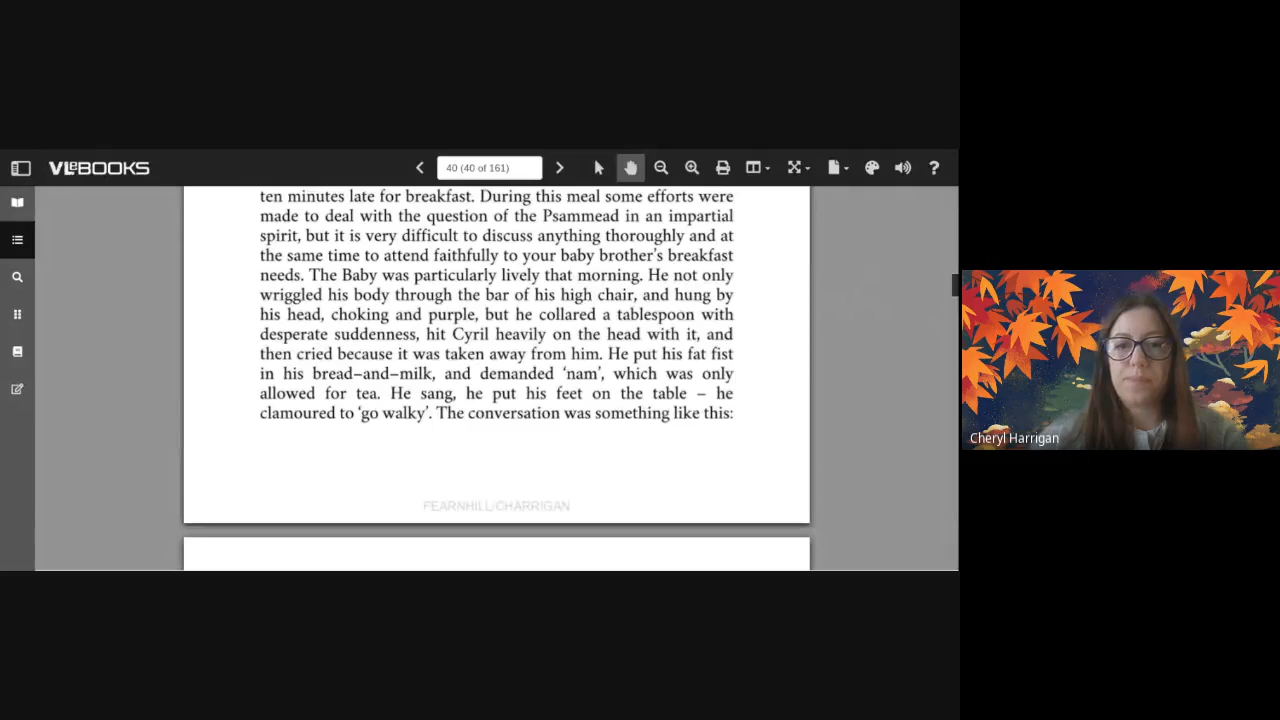 VLeBOOKS
40 (40 of 161)
ten minutes late for breakfast. During this meal some efforts were
made to deal with the question of the Psammead in an impartial
spirit, but it is very difficult to discuss anything thoroughly and at
the same time to attend faithfully to your baby brother’s breakfast
needs. The Baby was particularly lively that morning. He not only
wriggled his body through the bar of his high chair, and hung by
his head, choking and purple, but he collared a tablespoon with
desperate suddenness, hit Cyril heavily on the head with it, and
then cried because it was taken away from him. He put his fat fist
in his bread–and–milk, and demanded ‘nam’, which was only
allowed for tea. He sang, he put his feet on the table – he
clamoured to ‘go walky’. The conversation was something like this:
FEARNHILL/CHARRIGAN
Cheryl Harrigan